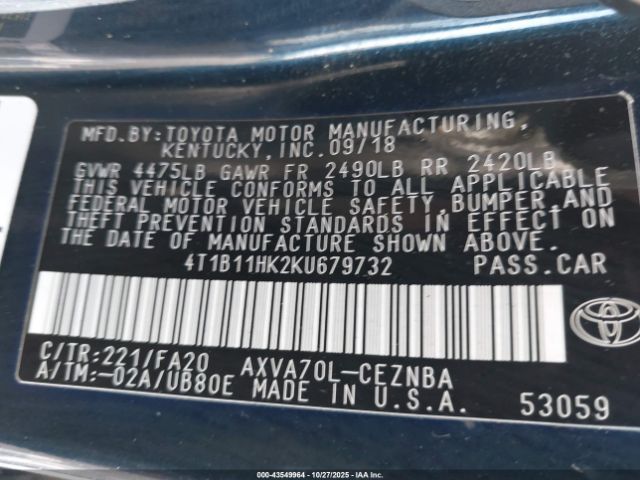 MFD.BY:TOYOTA MOTOR MANUFACTURING,
KENTUCKY,INC.09/18
GVWR 4475LB GAWR FR 2490LB RR 2420LB
THIS VEHICLE CONFORMS TO ALL APPLICABLE
FEDERAL MOTOR VEHICLE SAFETY,BUMPER,AND
THEFT PREVENTION STANDARDS IN EFFECT ON
THE DATE OF MANUFACTURE SHOWN ABOVE.
4T1B11HK2KU679732 PASS.CAR
C/TR:221/FA20 AXVA70L-CEZNBA
A/TM:-02A/UB80E MADE IN U.S.A.
53059
TOYOTA
000-43549964 - 10/27/2025 - IAA Inc.